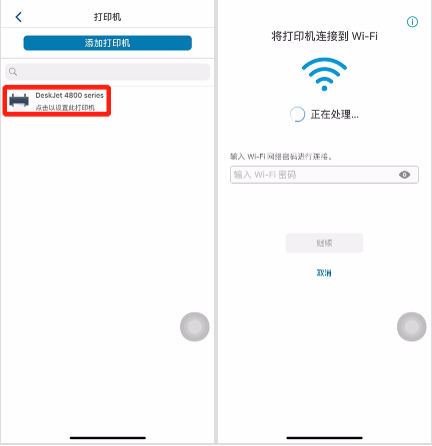 打印机
添加打印机
DeskJet 4800 series
点击以设置此打印机
将打印机连接到 Wi-Fi
正在处理...
输入 Wi-Fi 网络密码进行连接。
输入 Wi-Fi 密码
继续
取消